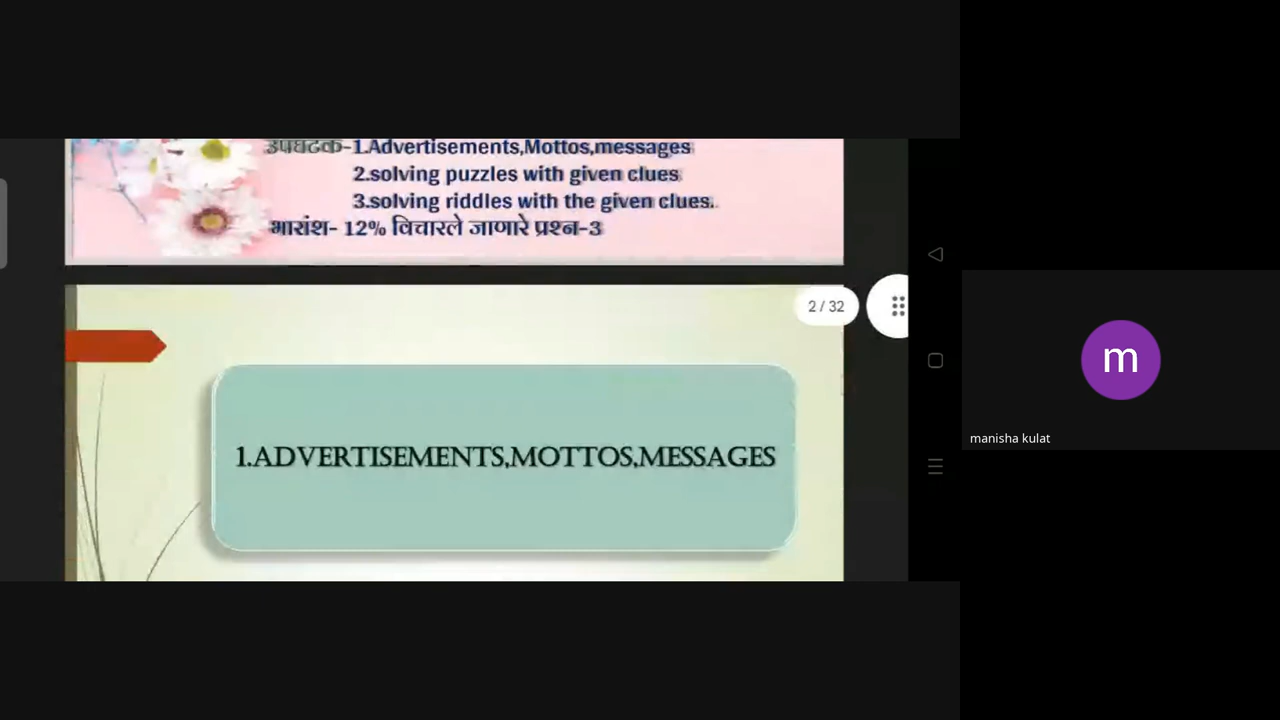 उपघटक-1.Advertisements,Mottos,messages
2.solving puzzles with given clues
3.solving riddles with the given clues.
भारांश- 12% विचारले जाणारे प्रश्न-3
2 / 32
1.ADVERTISEMENTS,MOTTOS,MESSAGES
m
manisha kulat